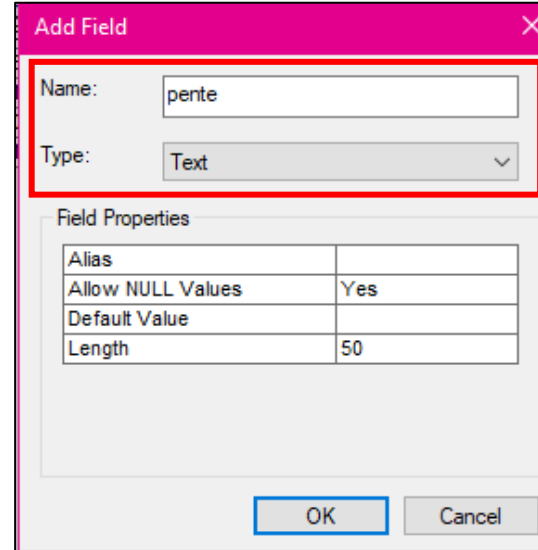 Add Field
Name: pente
Type: Text
Field Properties
Alias
Allow NULL Values Yes
Default Value
Length 50
OK Cancel